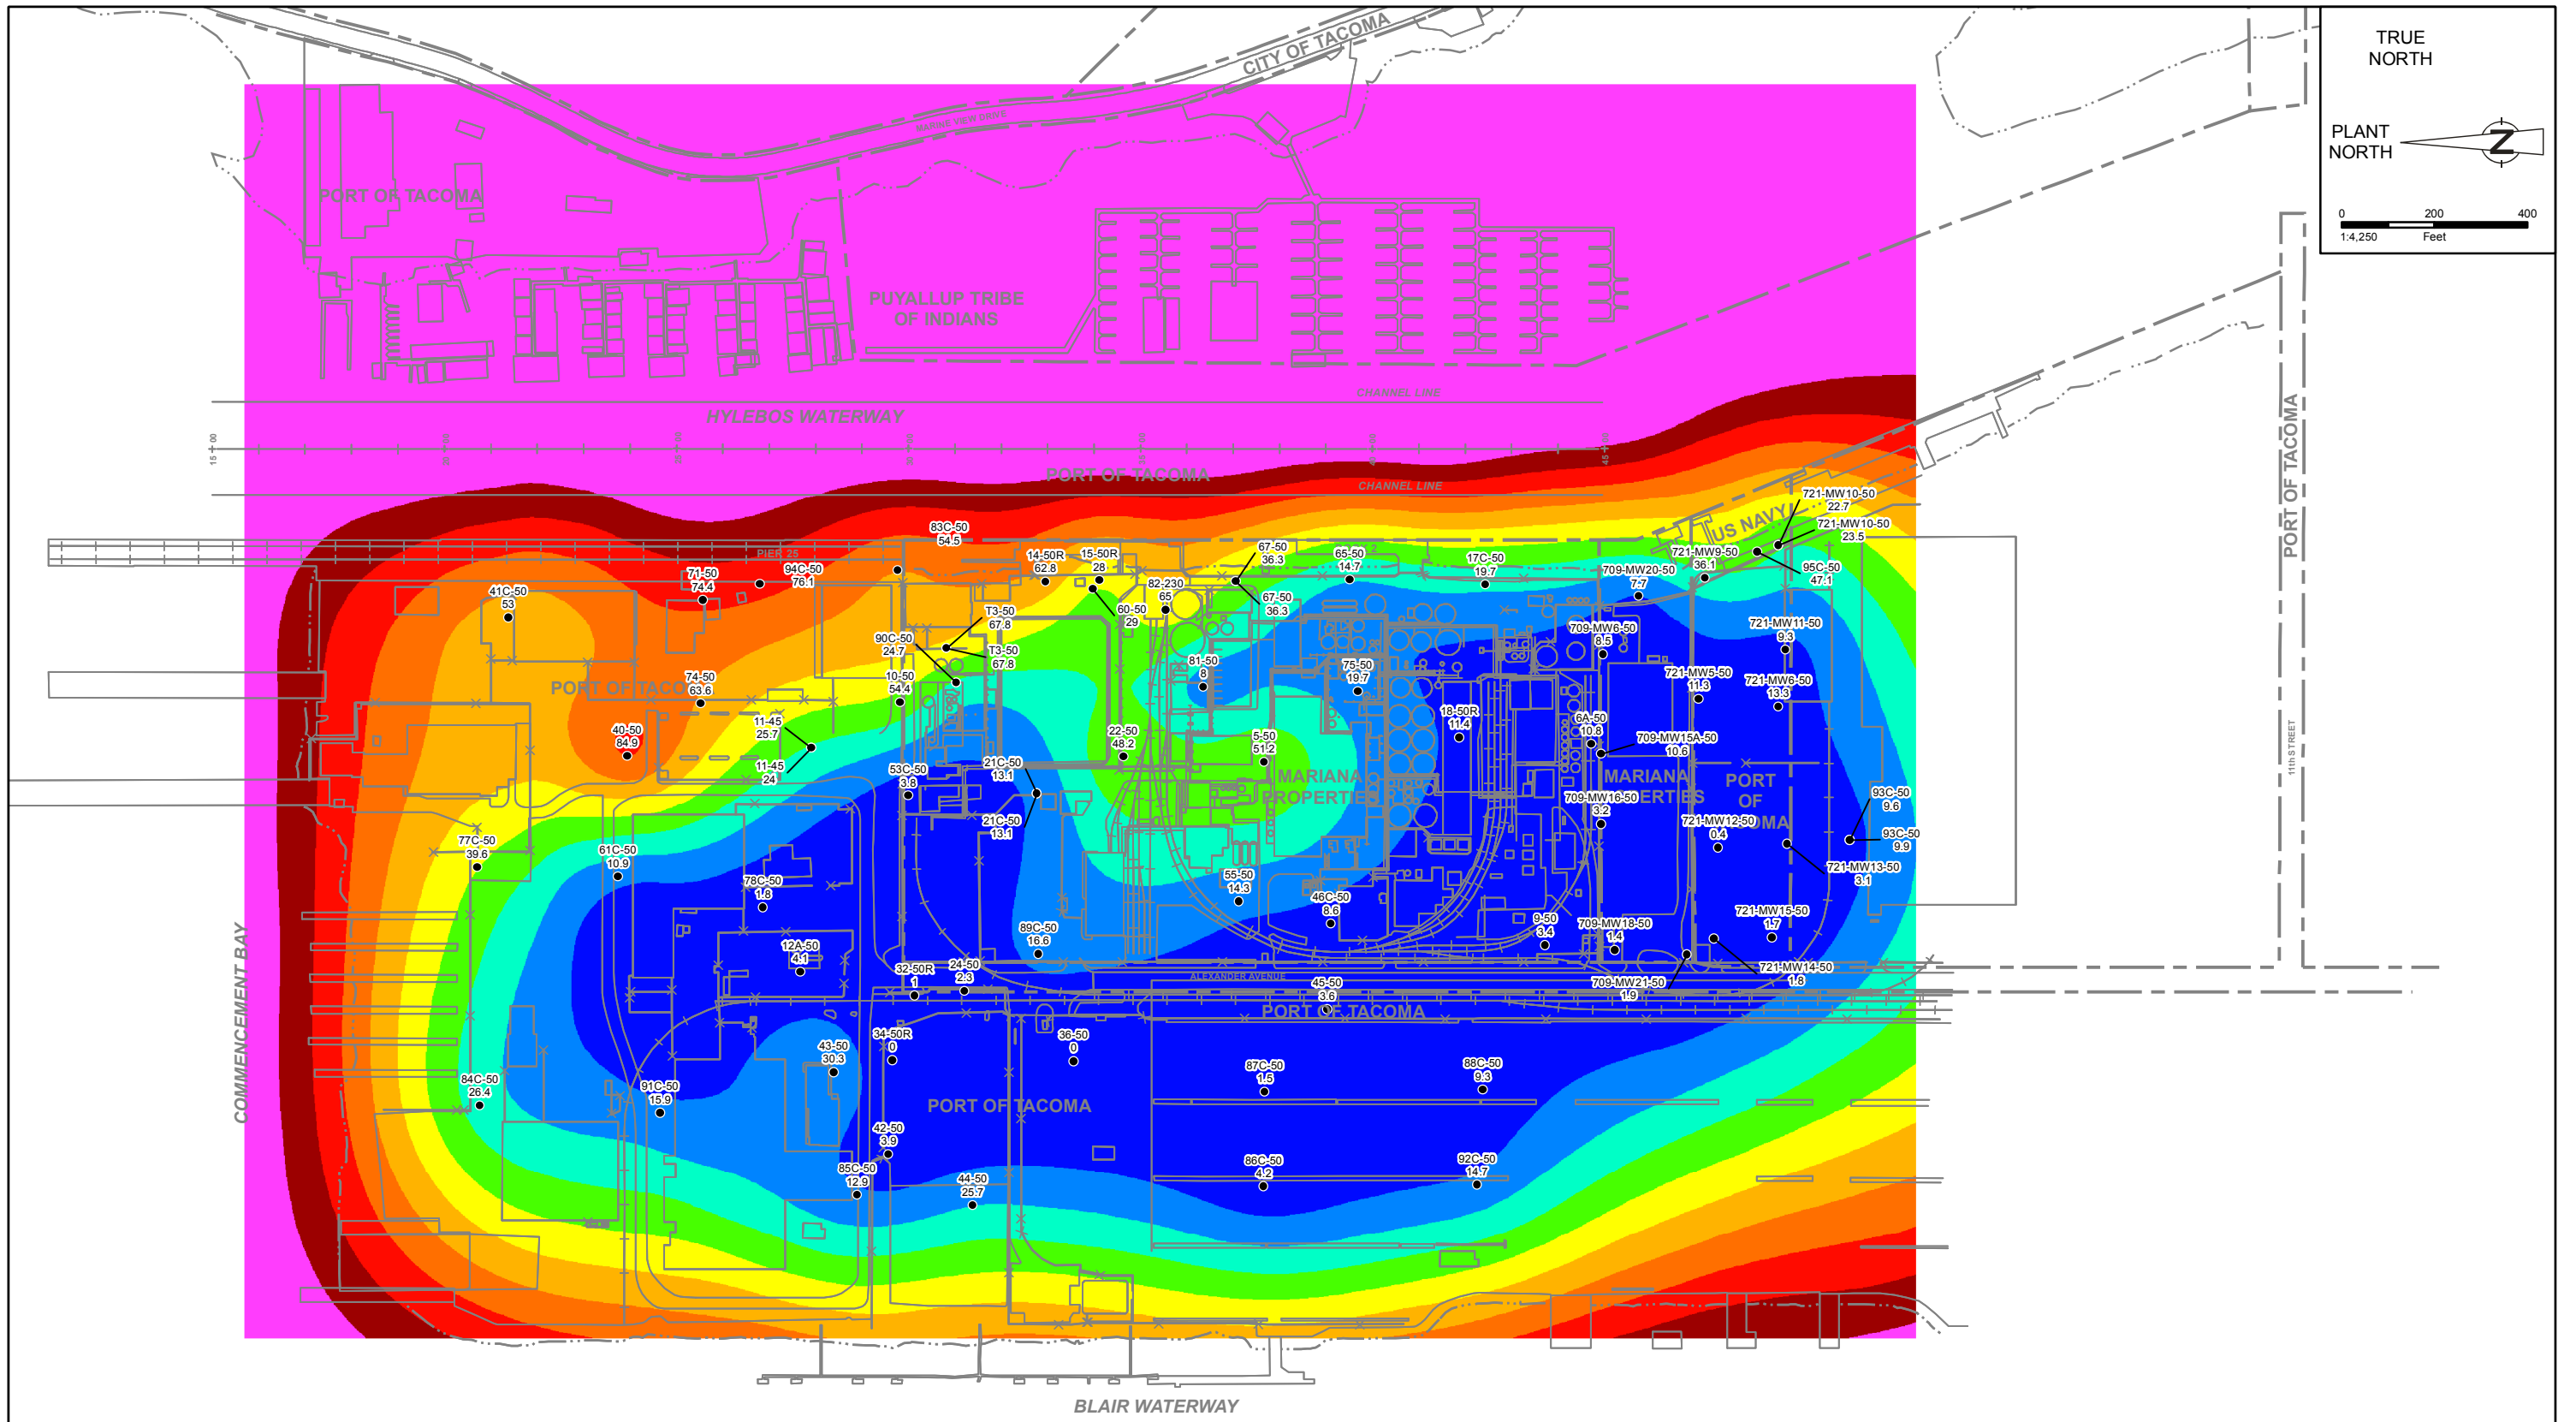 TRUE
NORTH
PLANT
NORTH
Z
0 200 400
1:4,250 Feet
CITY OF TACOMA
MARINE VIEW DRIVE
PORT OF TACOMA
PUYALLUP TRIBE
OF INDIANS
CHANNEL LINE
HYLEBOS WATERWAY
15+00
45+00
PORT OF TACOMA
CHANNEL LINE
PORT OF TACOMA
11th STREET
US NAVY
PIER 25
83C-50
54.5
14-50R
62.8
15-50R
28
67-50
36.3
65-50
14.7
17C-50
19.7
721-MW10-50
22.7
721-MW10-50
23.5
721-MW9-50
36.1
95C-50
47.1
709-MW20-50
7.7
71-50
74.4
94C-50
76.1
41C-50
53
82-230
65
60-50
29
67-50
36.3
T3-50
67.8
T3-50
67.8
90C-50
24.7
10-50
54.4
709-MW6-50
8.5
721-MW11-50
9.3
721-MW5-50
11.3
721-MW6-50
13.3
81-50
8
75-50
19.7
74-50
63.6
PORT OF TACO
40-50
84.9
11-45
25.7
11-45
24
22-50
48.2
5-50
51.2
18-50R
11.4
6A-50
10.8
709-MW15A-50
10.6
53C-50
3.8
21C-50
13.1
21C-50
13.1
MARIANA
PROPERTIE
MARIANA
ERTIES
PORT
OF
OMA
709-MW16-50
3.2
721-MW12-50
0.4
93C-50
9.6
93C-50
9.9
721-MW13-50
3.1
77C-50
39.6
61C-50
10.9
78C-50
1.8
55-50
14.3
46C-50
8.6
9-50
3.4
709-MW18-50
1.4
721-MW15-50
1.7
721-MW14-50
1.8
709-MW21-50
1.9
12A-50
4.1
89C-50
16.6
32-50R
1
24-50
2.3
ALEXANDER AVENUE
45-50
3.6
PORT OF TACOMA
COMMENCEMENT BAY
43-50
30.3
34-50R
0
36-50
0
84C-50
26.4
91C-50
15.9
87C-50
1.5
88C-50
9.3
PORT OF TACOMA
42-50
3.9
85C-50
12.9
44-50
25.7
86C-50
4.2
92C-50
14.7
BLAIR WATERWAY